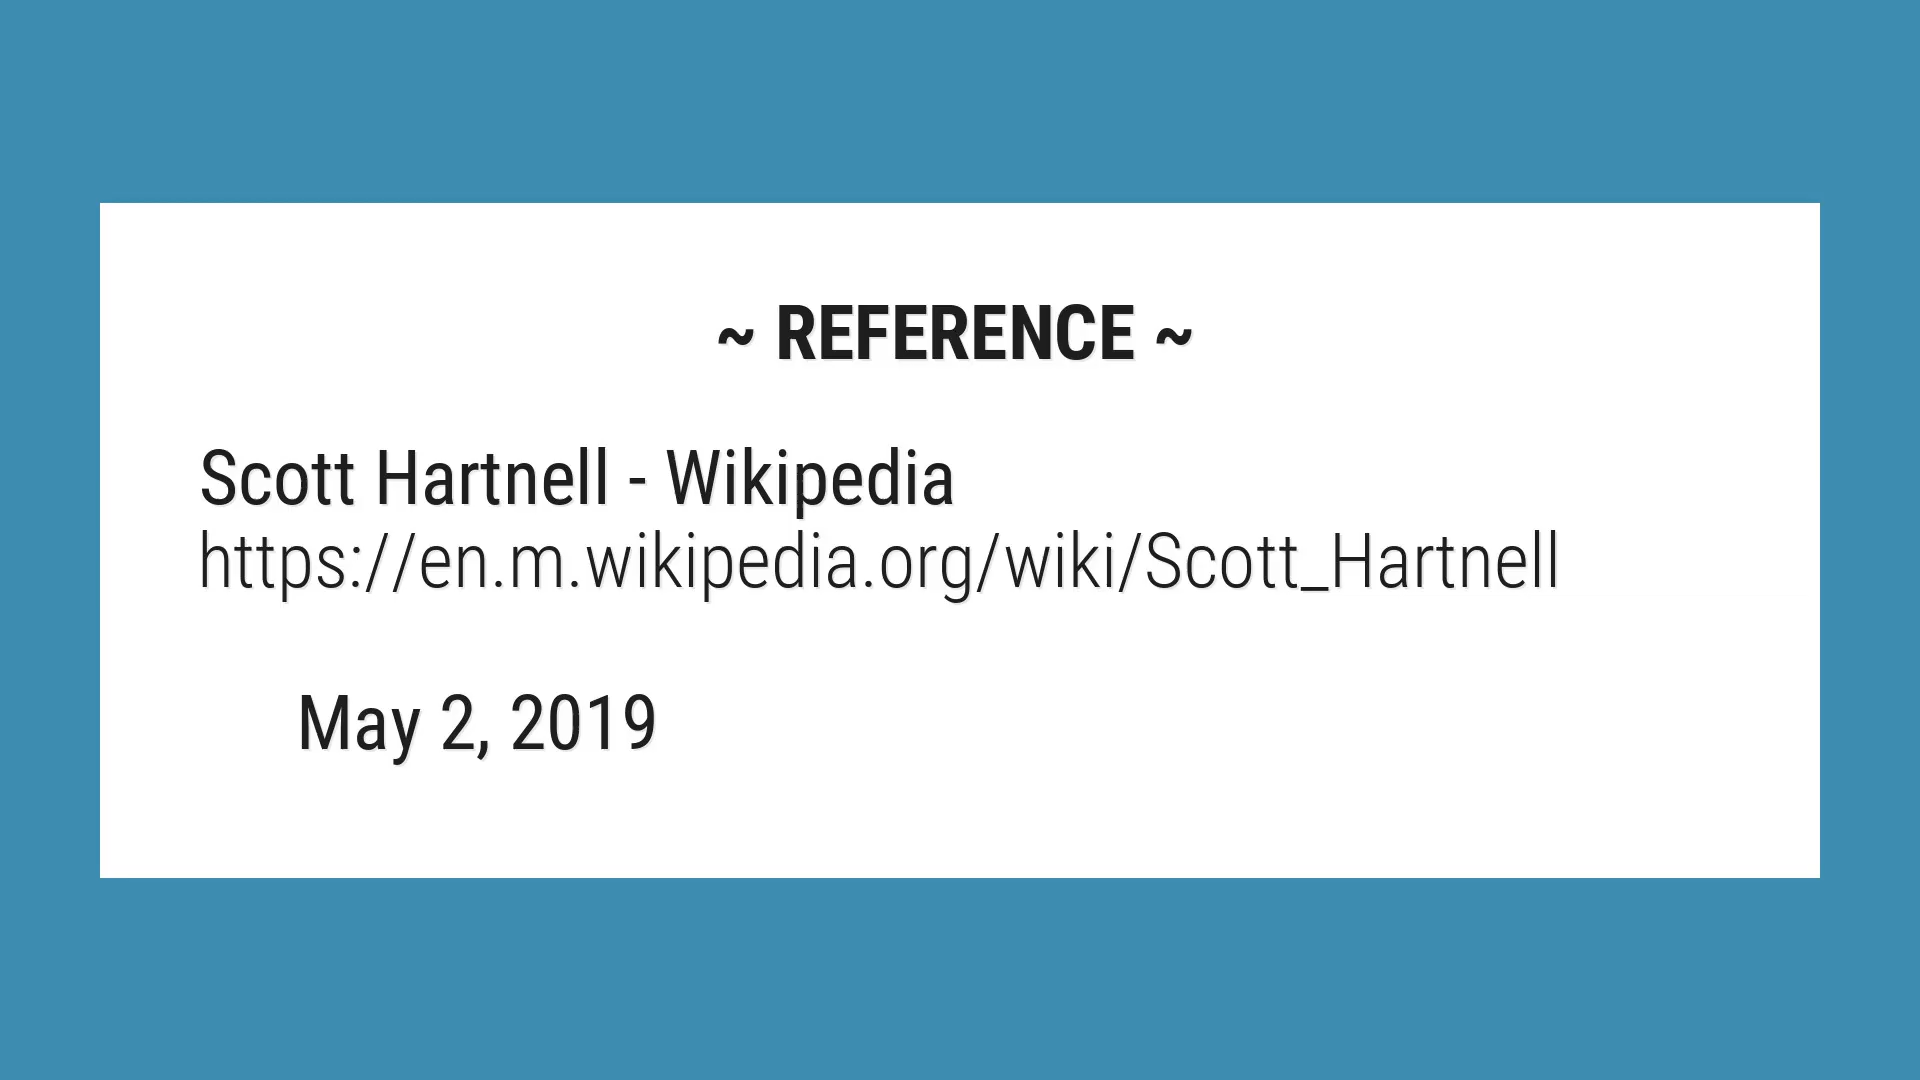 ~ REFERENCE ~
Scott Hartnell - Wikipedia
https://en.m.wikipedia.org/wiki/Scott_Hartnell
May 2, 2019